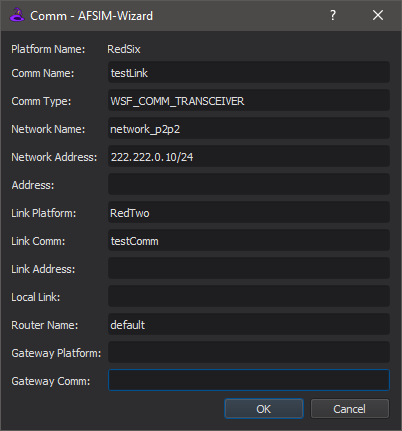 Comm - AFSIM-Wizard
Platform Name: RedSix
Comm Name: testLink
Comm Type: WSF_COMM_TRANSCEIVER
Network Name: network_p2p2
Network Address: 222.222.0.10/24
Address:
Link Platform: RedTwo
Link Comm: testComm
Link Address:
Local Link:
Router Name: default
Gateway Platform:
Gateway Comm:
OK Cancel